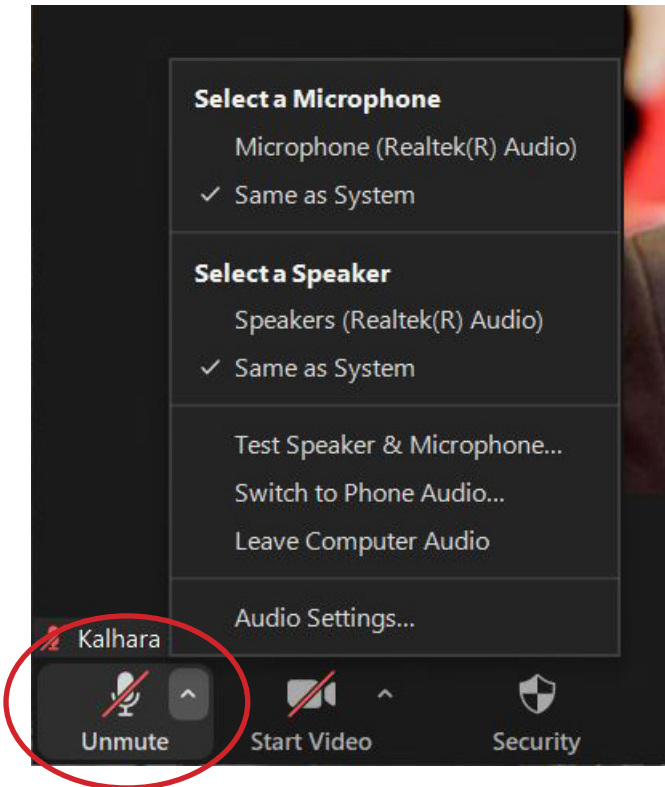 Select a Microphone
Microphone (Realtek(R) Audio)
Same as System
Select a Speaker
Speakers (Realtek(R) Audio)
Same as System
Test Speaker & Microphone...
Switch to Phone Audio...
Leave Computer Audio
Audio Settings...
Kalhara
Unmute Start Video Security